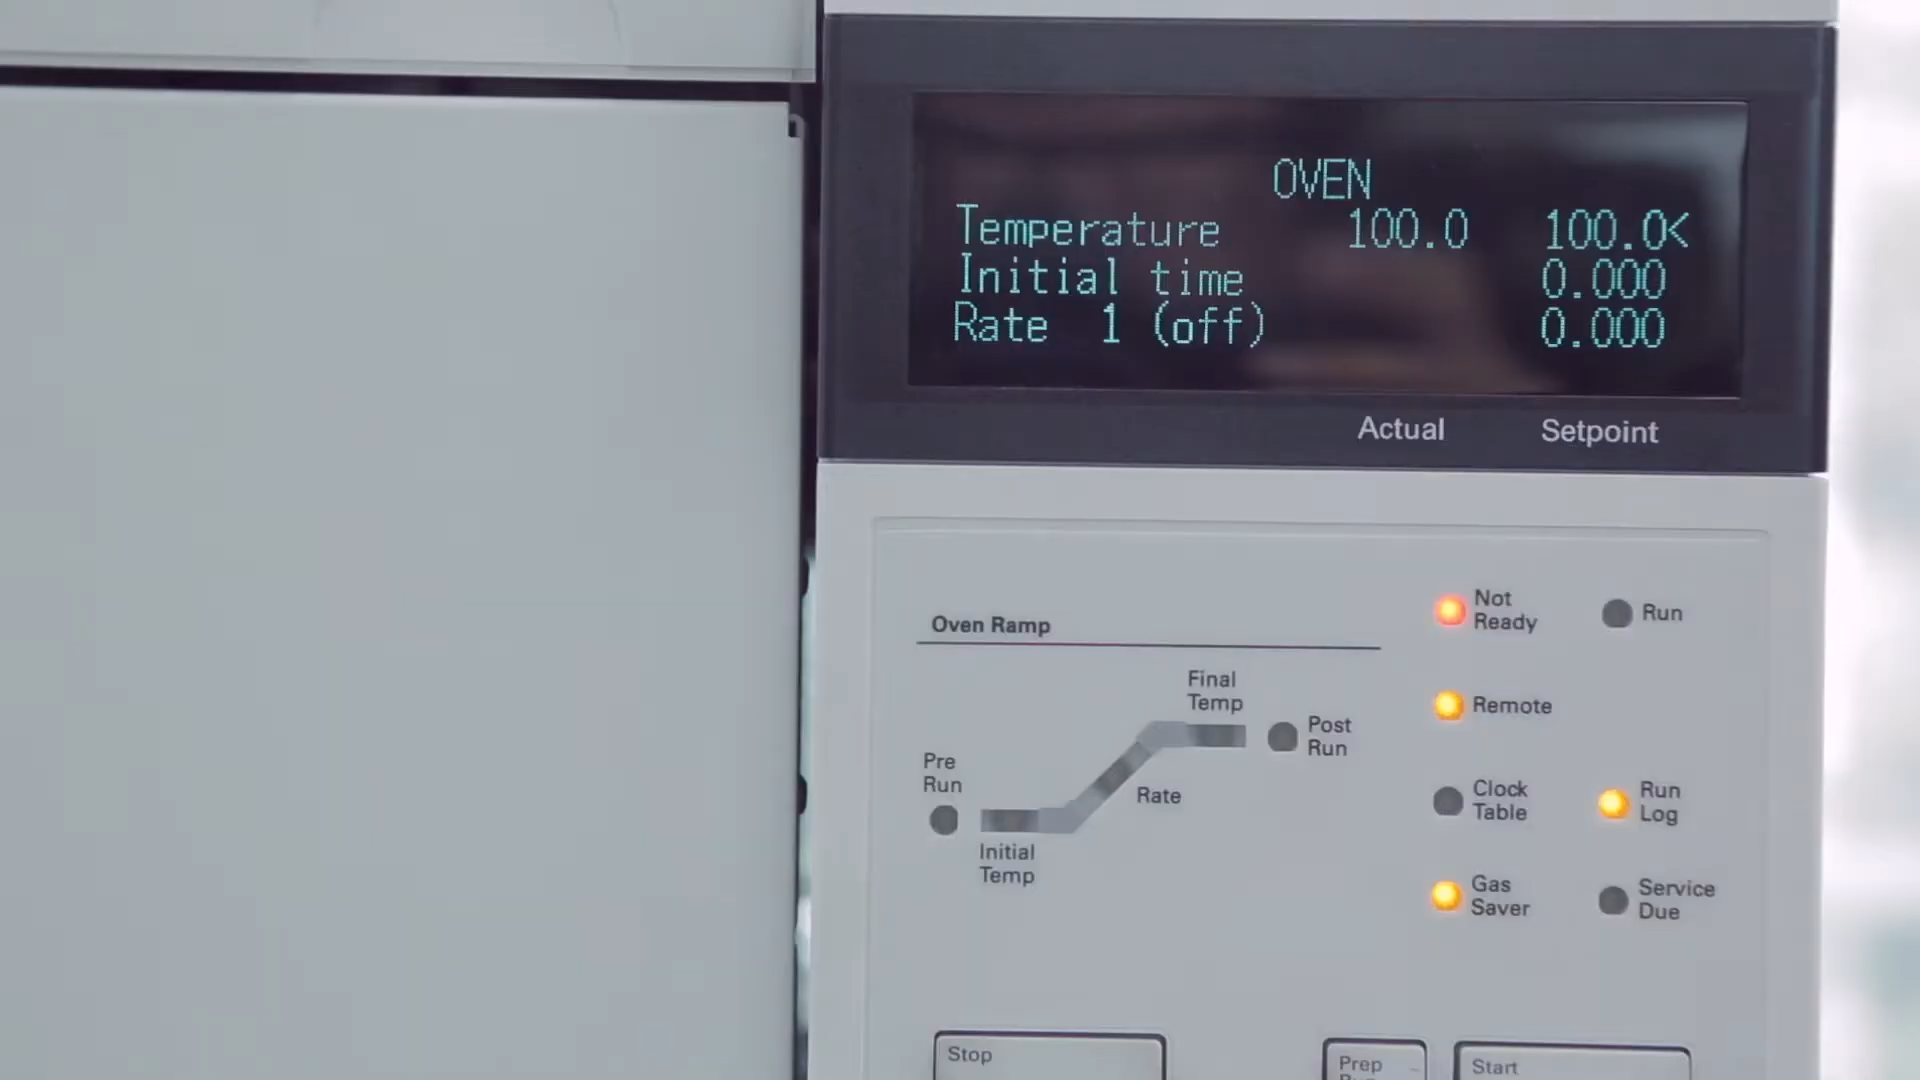 OVEN
Temperature 100.0 100.0<
Initial time 0.000
Rate 1 (off) 0.000
Actual Setpoint
Oven Ramp
Not
Ready
Run
Remote
Final
Temp
Post
Run
Pre
Run
Rate
Initial
Temp
Clock
Table
Run
Log
Gas
Saver
Service
Due
Stop
Prep
Start